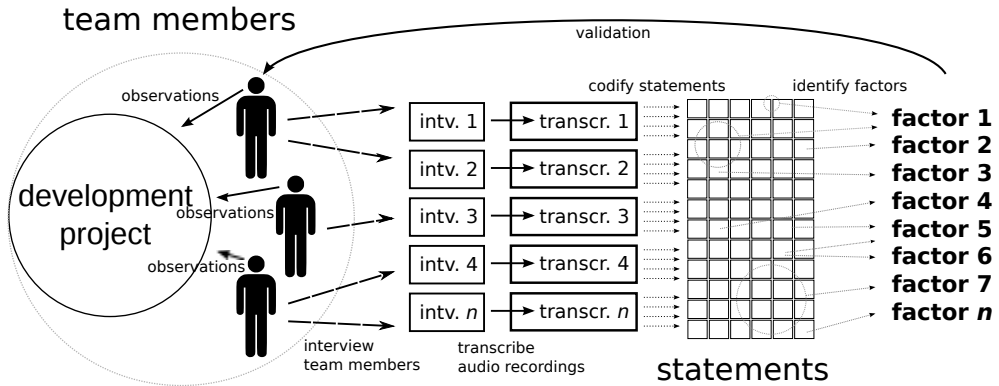 team members
validation
observations
codify statements
identify factors
intv. 1
transcr. 1
factor 1
factor 2
intv. 2
transcr. 2
factor 3
development
project
observations
intv. 3
transcr. 3
factor 4
factor 5
observations
intv. 4
transcr. 4
factor 6
factor 7
intv. n
transcr. n
factor n
interview
team members
transcribe
audio recordings
statements